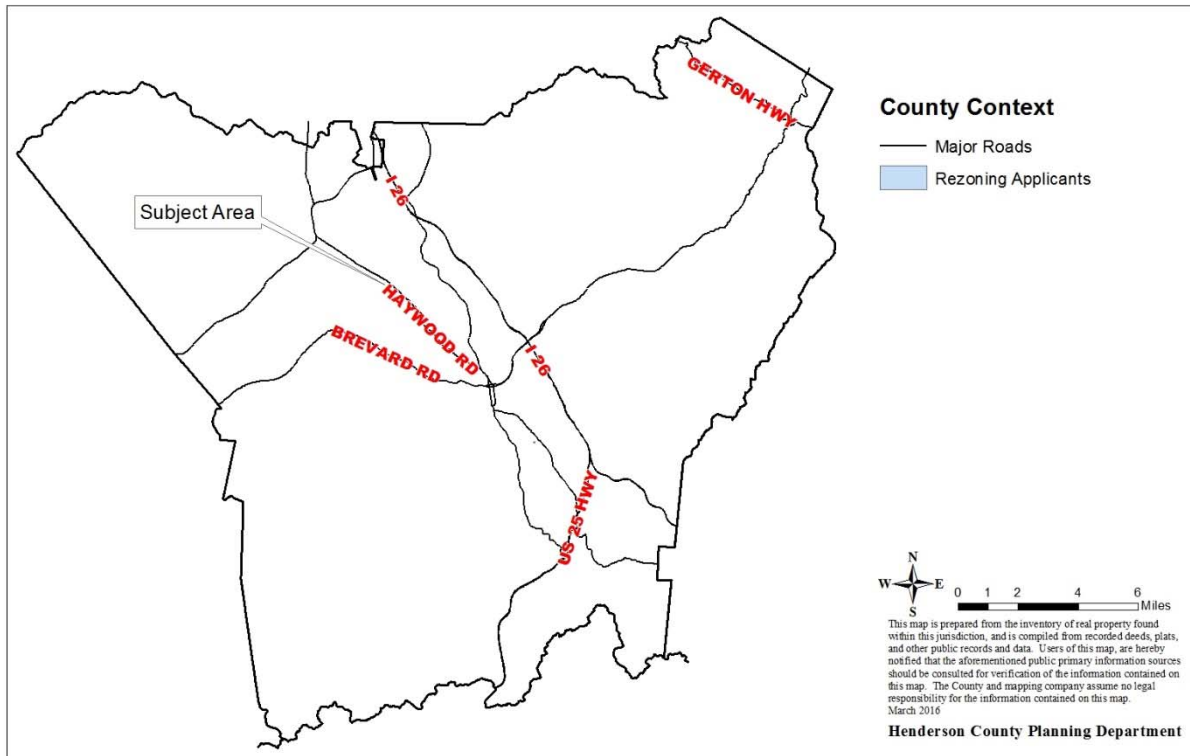 GERTON HWY
County Context
Major Roads
Rezoning Applicants
I 26
Subject Area
HAYWOOD RD
BREVARD RD
I 26
US 25 HWY
N
W E
S
0 1 2 4 6
Miles
This map is prepared from the inventory of real property found
within this jurisdiction, and is compiled from recorded deeds, plats,
and other public records and data. Users of this map, are hereby
notified that the aforementioned public primary information sources
should be consulted for verification of the information contained on
this map. The County and mapping company assume no legal
responsibility for the information contained on this map.
March 2016
Henderson County Planning Department